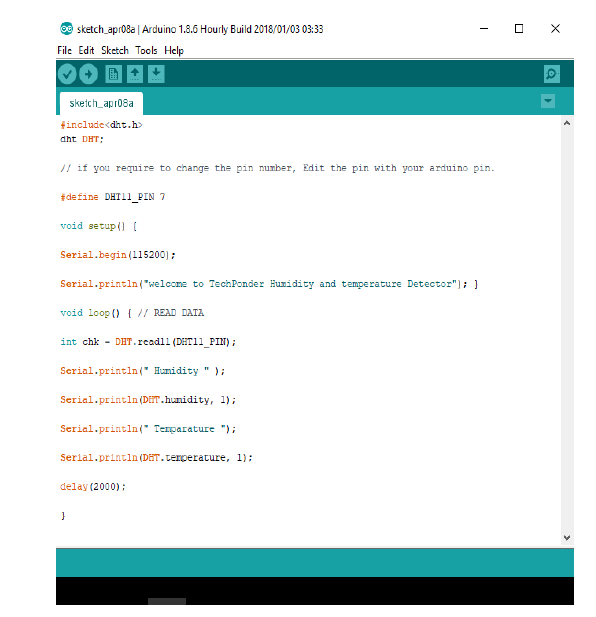 sketch_apr08a | Arduino 1.8.6 Hourly Build 2018/01/03 03:33
File Edit Sketch Tools Help
sketch_apr08a
#include<dht.h>
dht DHT;
// if you require to change the pin number, Edit the pin with your arduino pin.
#define DHT11_PIN 7
void setup() {
Serial.begin(115200);
Serial.println("welcome to TechPonder Humidity and temperature Detector"); }
void loop() { // READ DATA
int chk = DHT.read11(DHT11_PIN);
Serial.println(" Humidity " );
Serial.println(DHT.humidity, 1);
Serial.println(" Temparature ");
Serial.println(DHT.temperature, 1);
delay(2000);
}